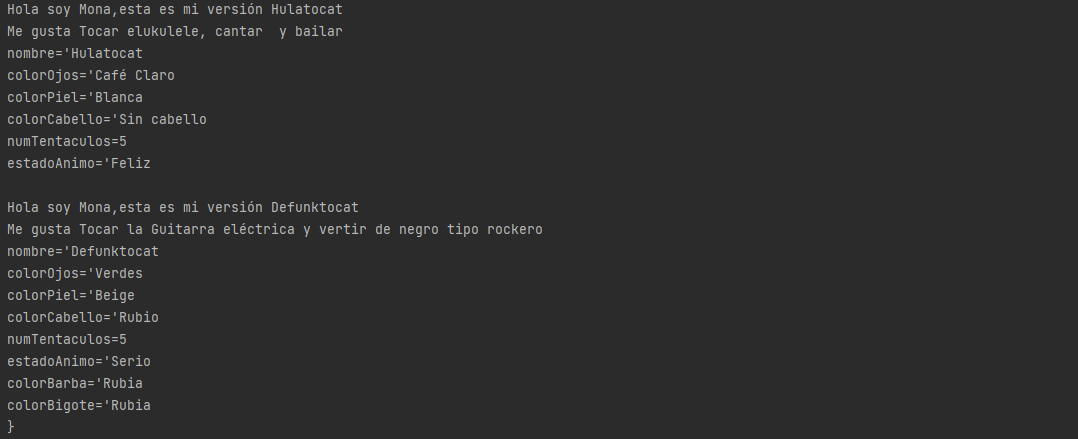 Hola soy Mona,esta es mi versión Hulatocat
Me gusta Tocar elukulele, cantar  y bailar
nombre='Hulatocat
colorOjos='Café Claro
colorPiel='Blanca
colorCabello='Sin cabello
numTentaculos=5
estadoAnimo='Feliz

Hola soy Mona,esta es mi versión Defunktocat
Me gusta Tocar la Guitarra eléctrica y vertir de negro tipo rockero
nombre='Defunktocat
colorOjos='Verdes
colorPiel='Beige
colorCabello='Rubio
numTentaculos=5
estadoAnimo='Serio
colorBarba='Rubia
colorBigote='Rubia
}